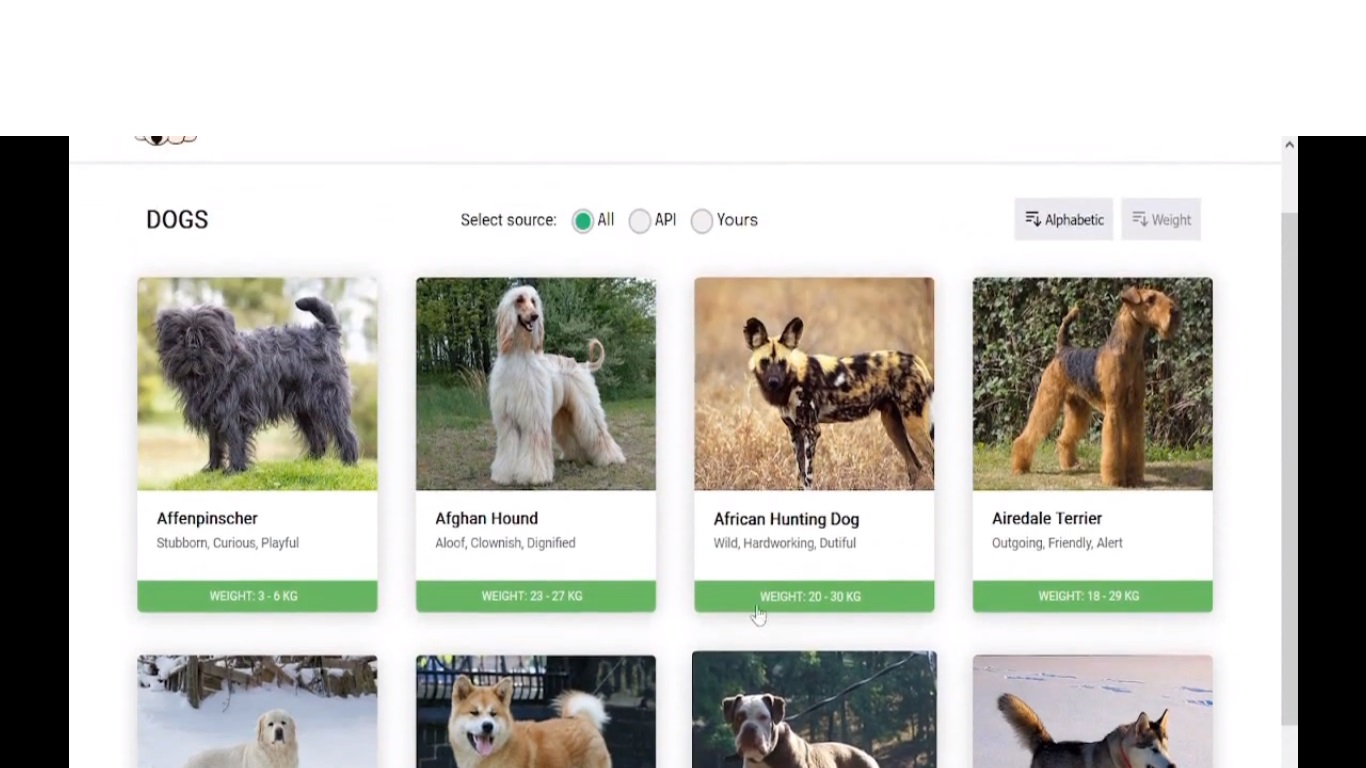 DOGS
Select source: All API Yours
Alphabetic
Weight
Affenpinscher
Stubborn, Curious, Playful
WEIGHT: 3 - 6 KG
Afghan Hound
Aloof, Clownish, Dignified
WEIGHT: 23 - 27 KG
African Hunting Dog
Wild, Hardworking, Dutiful
WEIGHT: 20 - 30 KG
Airedale Terrier
Outgoing, Friendly, Alert
WEIGHT: 18 - 29 KG